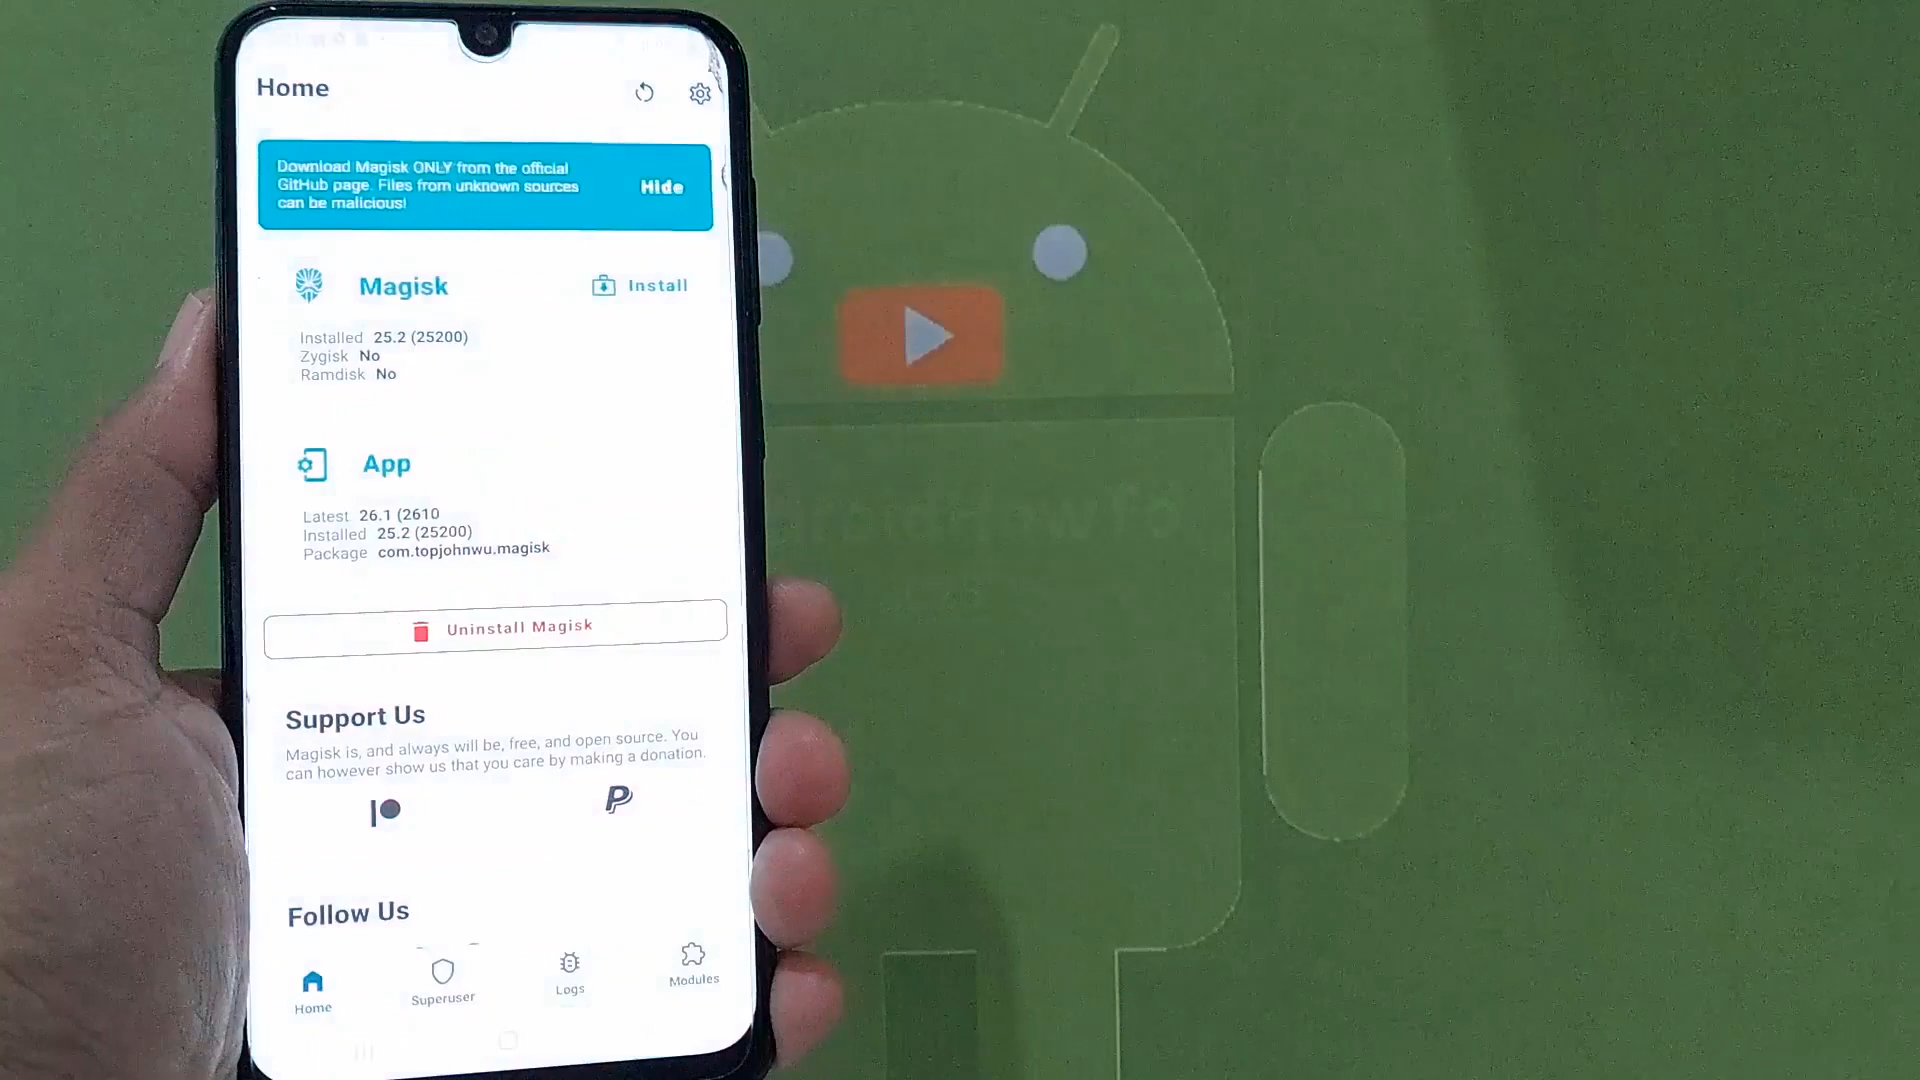 Home
Download Magisk ONLY from the official
GitHub page. Files from unknown sources
can be malicious!
Hide
Magisk
Install
Installed 25.2 (25200)
Zygisk No
Ramdisk No
App
Latest 26.1 (2610
Installed 25.2 (25200)
Package com.topjohnwu.magisk
Uninstall Magisk
Support Us
Magisk is, and always will be, free, and open source. You
can however show us that you care by making a donation.
Follow Us
Home
Superuser
Logs
Modules